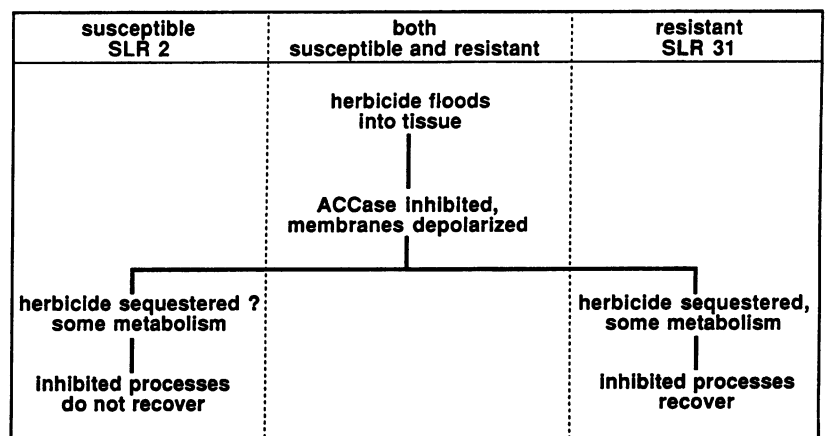 susceptible
SLR 2
both
susceptible and resistant
resistant
SLR 31
herbicide floods
into tissue
ACCase inhibited,
membranes depolarized
herbicide sequestered ?
some metabolism
herbicide sequestered,
some metabolism
inhibited processes
do not recover
inhibited processes
recover